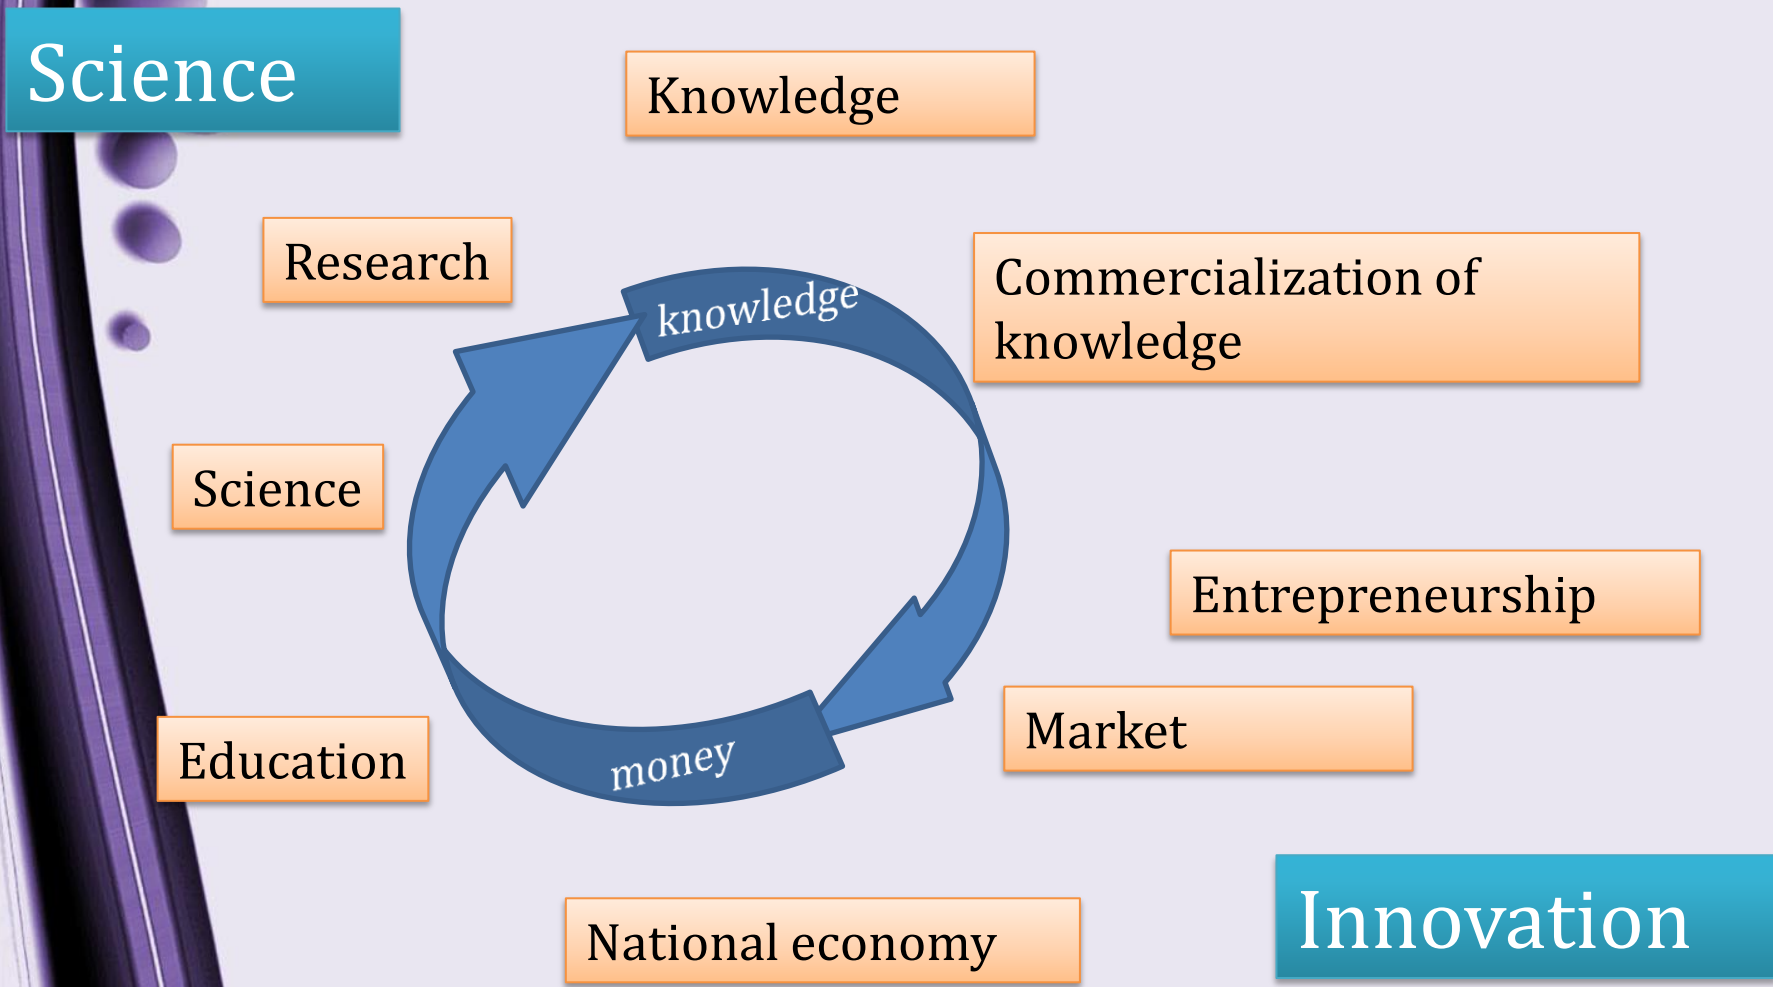 Science
Knowledge
Research
Commercialization of
knowledge
knowledge
Science
Entrepreneurship
Market
Education
money
Innovation
National economy